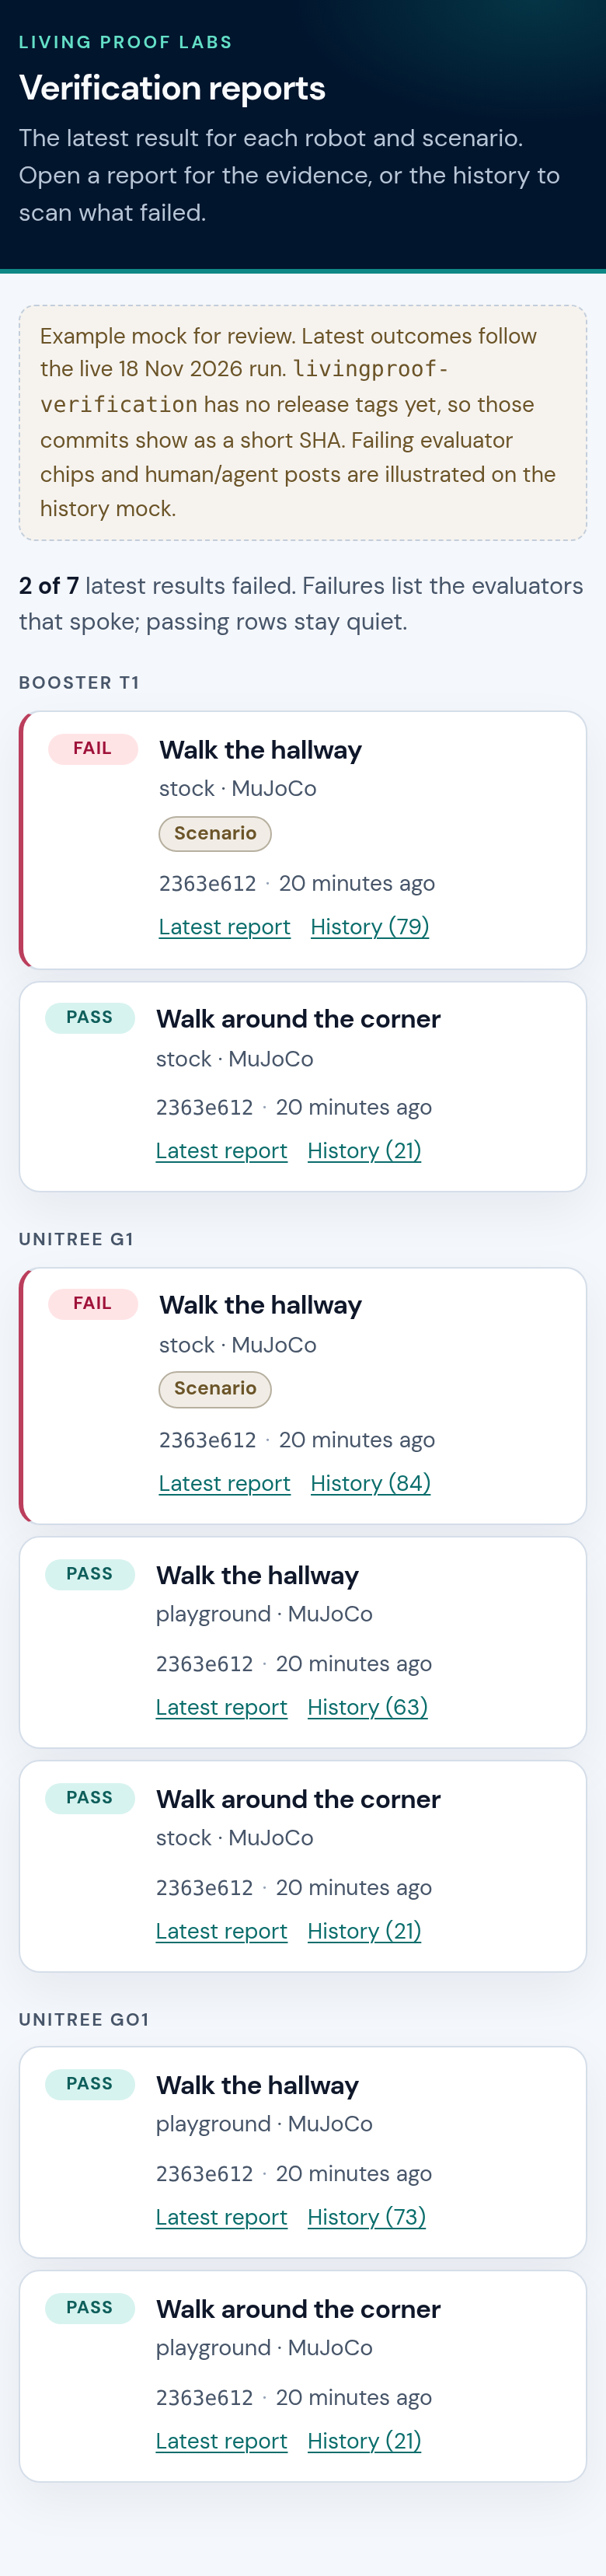 LIVING PROOF LABS
Verification reports
The latest result for each robot and scenario.
Open a report for the evidence, or the history to
scan what failed.
Example mock for review. Latest outcomes follow
the live 18 Nov 2026 run. livingproof-
verification has no release tags yet, so those
commits show as a short SHA. Failing evaluator
chips and human/agent posts are illustrated on the
history mock.
2 of 7 latest results failed. Failures list the evaluators
that spoke; passing rows stay quiet.
BOOSTER T1
FAIL Walk the hallway
stock · MuJoCo
Scenario
2363e612 · 20 minutes ago
Latest report History (79)
PASS Walk around the corner
stock · MuJoCo
2363e612 · 20 minutes ago
Latest report History (21)
UNITREE G1
FAIL Walk the hallway
stock · MuJoCo
Scenario
2363e612 · 20 minutes ago
Latest report History (84)
PASS Walk the hallway
playground · MuJoCo
2363e612 · 20 minutes ago
Latest report History (63)
PASS Walk around the corner
stock · MuJoCo
2363e612 · 20 minutes ago
Latest report History (21)
UNITREE GO1
PASS Walk the hallway
playground · MuJoCo
2363e612 · 20 minutes ago
Latest report History (73)
PASS Walk around the corner
playground · MuJoCo
2363e612 · 20 minutes ago
Latest report History (21)